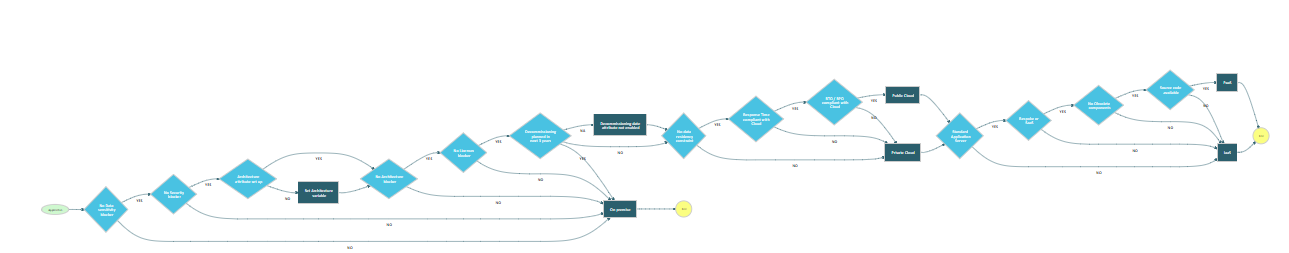 Application
No Data
sensitivity
blocker
YES
NO
No Security
blocker
YES
NO
Architecture
attribute set up
YES
NO
Set Architecture
variable
No Architecture
blocker
YES
NO
No Human
blocker
YES
NO
Decommissioning
planned in
next 2 years
NO
YES
Decommissioning date
attribute not enabled
NO
On-premise
No data
residency
constraint
YES
NO
Response Time
compliant with
Cloud
YES
NO
RTO / RPO
compliant with
Cloud
YES
NO
Public Cloud
Private Cloud
Standard
Application
Server
YES
NO
YES
NO
No Obsolete
components
YES
NO
Source code
available
YES
NO
PaaS
IaaS